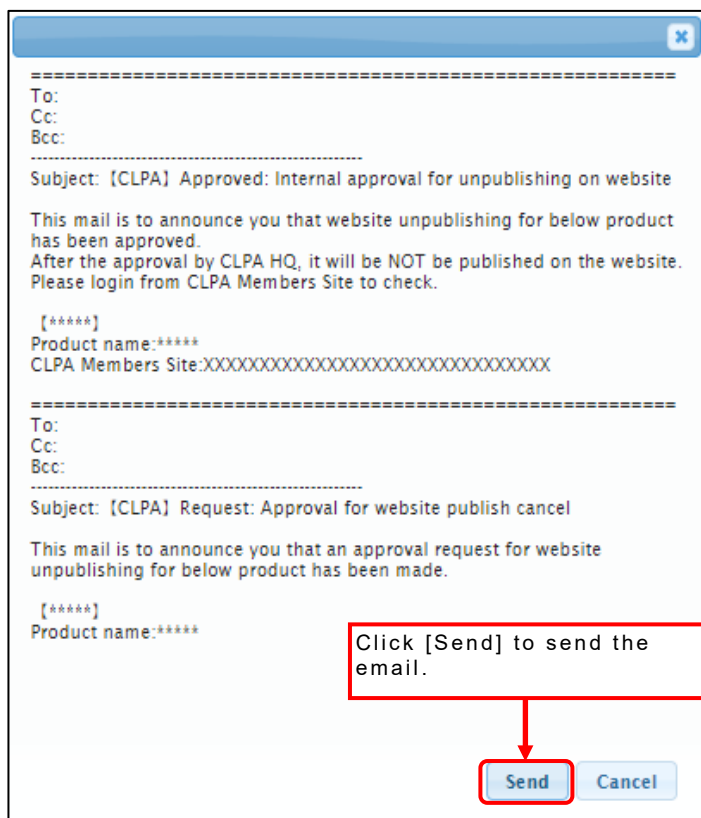 =========================================================
To:
Cc:
Bcc:
---------------------------------------------------------
Subject:【CLPA】Approved: Internal approval for unpublishing on website
This mail is to announce you that website unpublishing for below product
has been approved.
After the approval by CLPA HQ, it will be NOT be published on the website.
Please login from CLPA Members Site to check.
【*****】
Product name:*****
CLPA Members Site:XXXXXXXXXXXXXXXXXXXXXXXXXXXXXXX
=========================================================
To:
Cc:
Bcc:
---------------------------------------------------------
Subject:【CLPA】Request: Approval for website publish cancel
This mail is to announce you that an approval request for website
unpublishing for below product has been made.
【*****】
Product name:*****
Click [Send] to send the
email.
Send Cancel